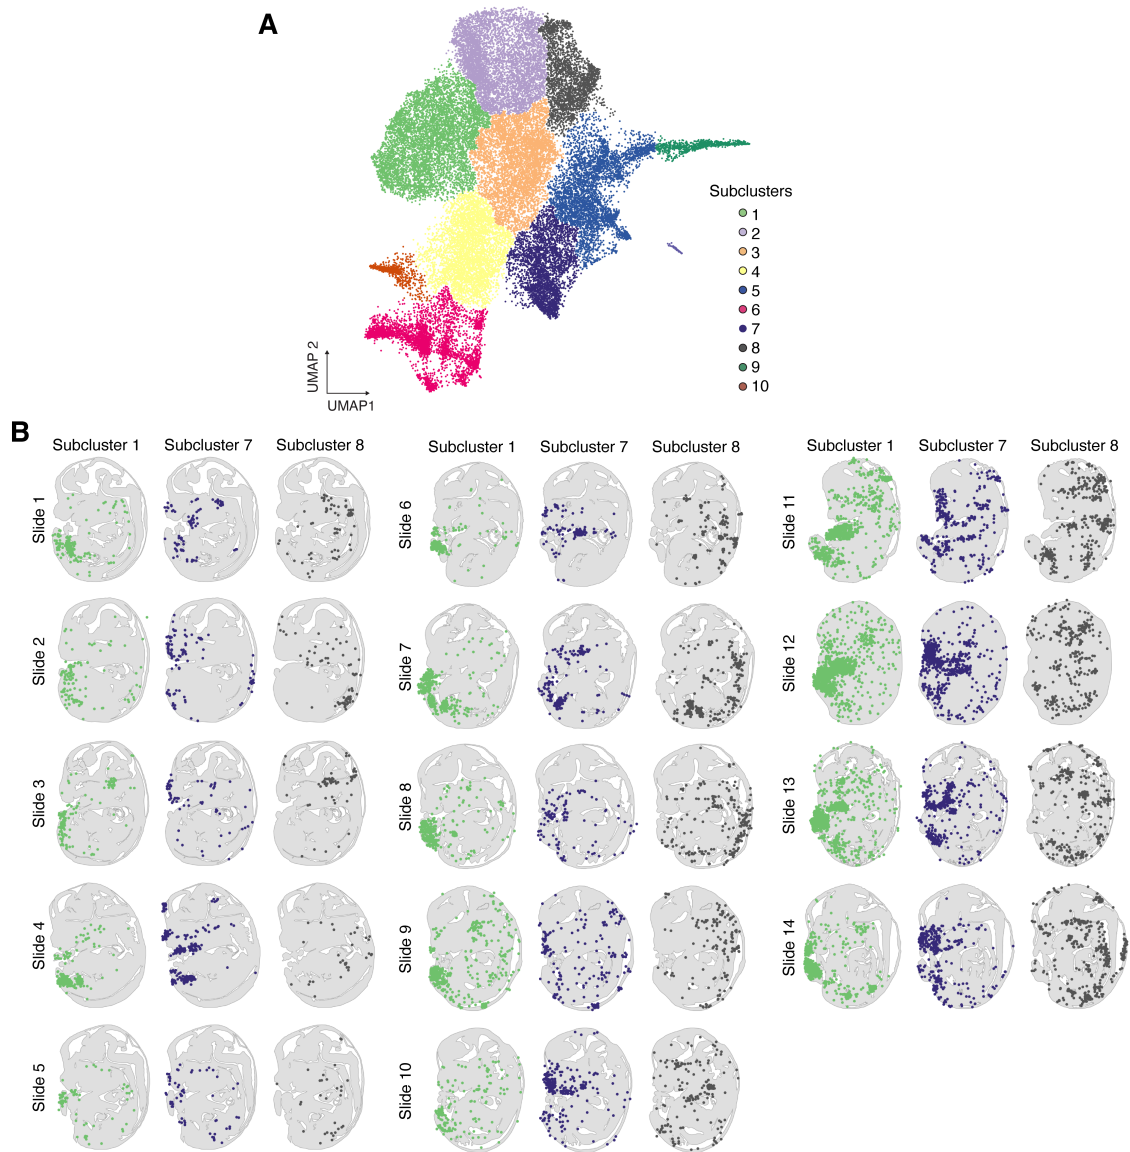 A
Subclusters
1
2
3
4
5
6
7
8
9
10
UMAP 2
UMAP1
B
Subcluster 1 Subcluster 7 Subcluster 8
Subcluster 1 Subcluster 7 Subcluster 8
Subcluster 1 Subcluster 7 Subcluster 8
Slide 1
Slide 2
Slide 3
Slide 4
Slide 5
Slide 6
Slide 7
Slide 8
Slide 9
Slide 10
Slide 11
Slide 12
Slide 13
Slide 14